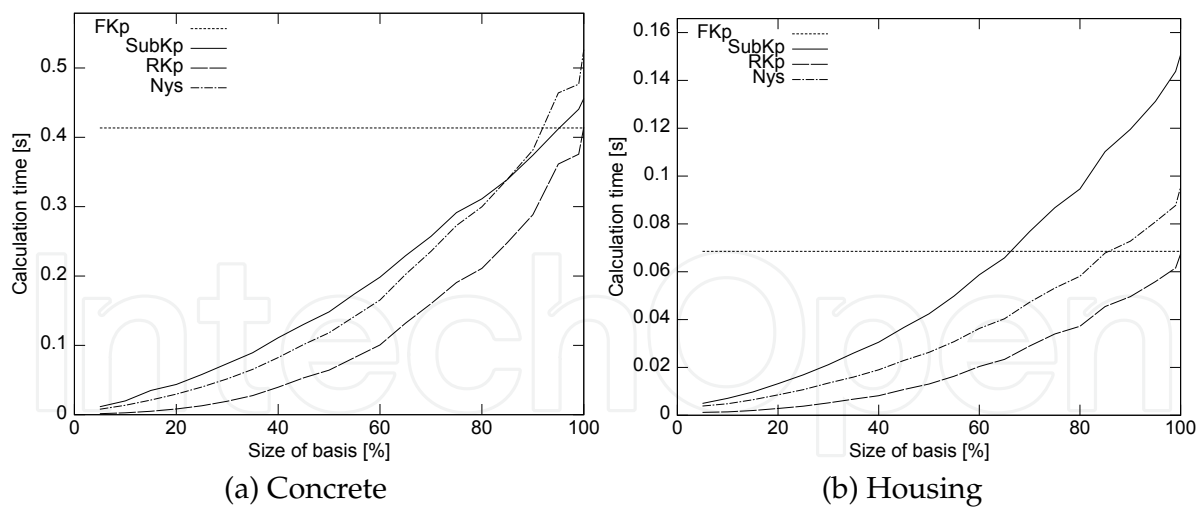 FKp
SubKp
RKp
Nys
0.5
0.4
0.3
0.2
0.1
0
0
20
40
60
80
100
Calculation time [s]
Size of basis [%]
(a) Concrete
FKp
SubKp
RKp
Nys
0.16
0.14
0.12
0.1
0.08
0.06
0.04
0.02
0
0
20
40
60
80
100
Calculation time [s]
Size of basis [%]
(b) Housing
IntechOpen